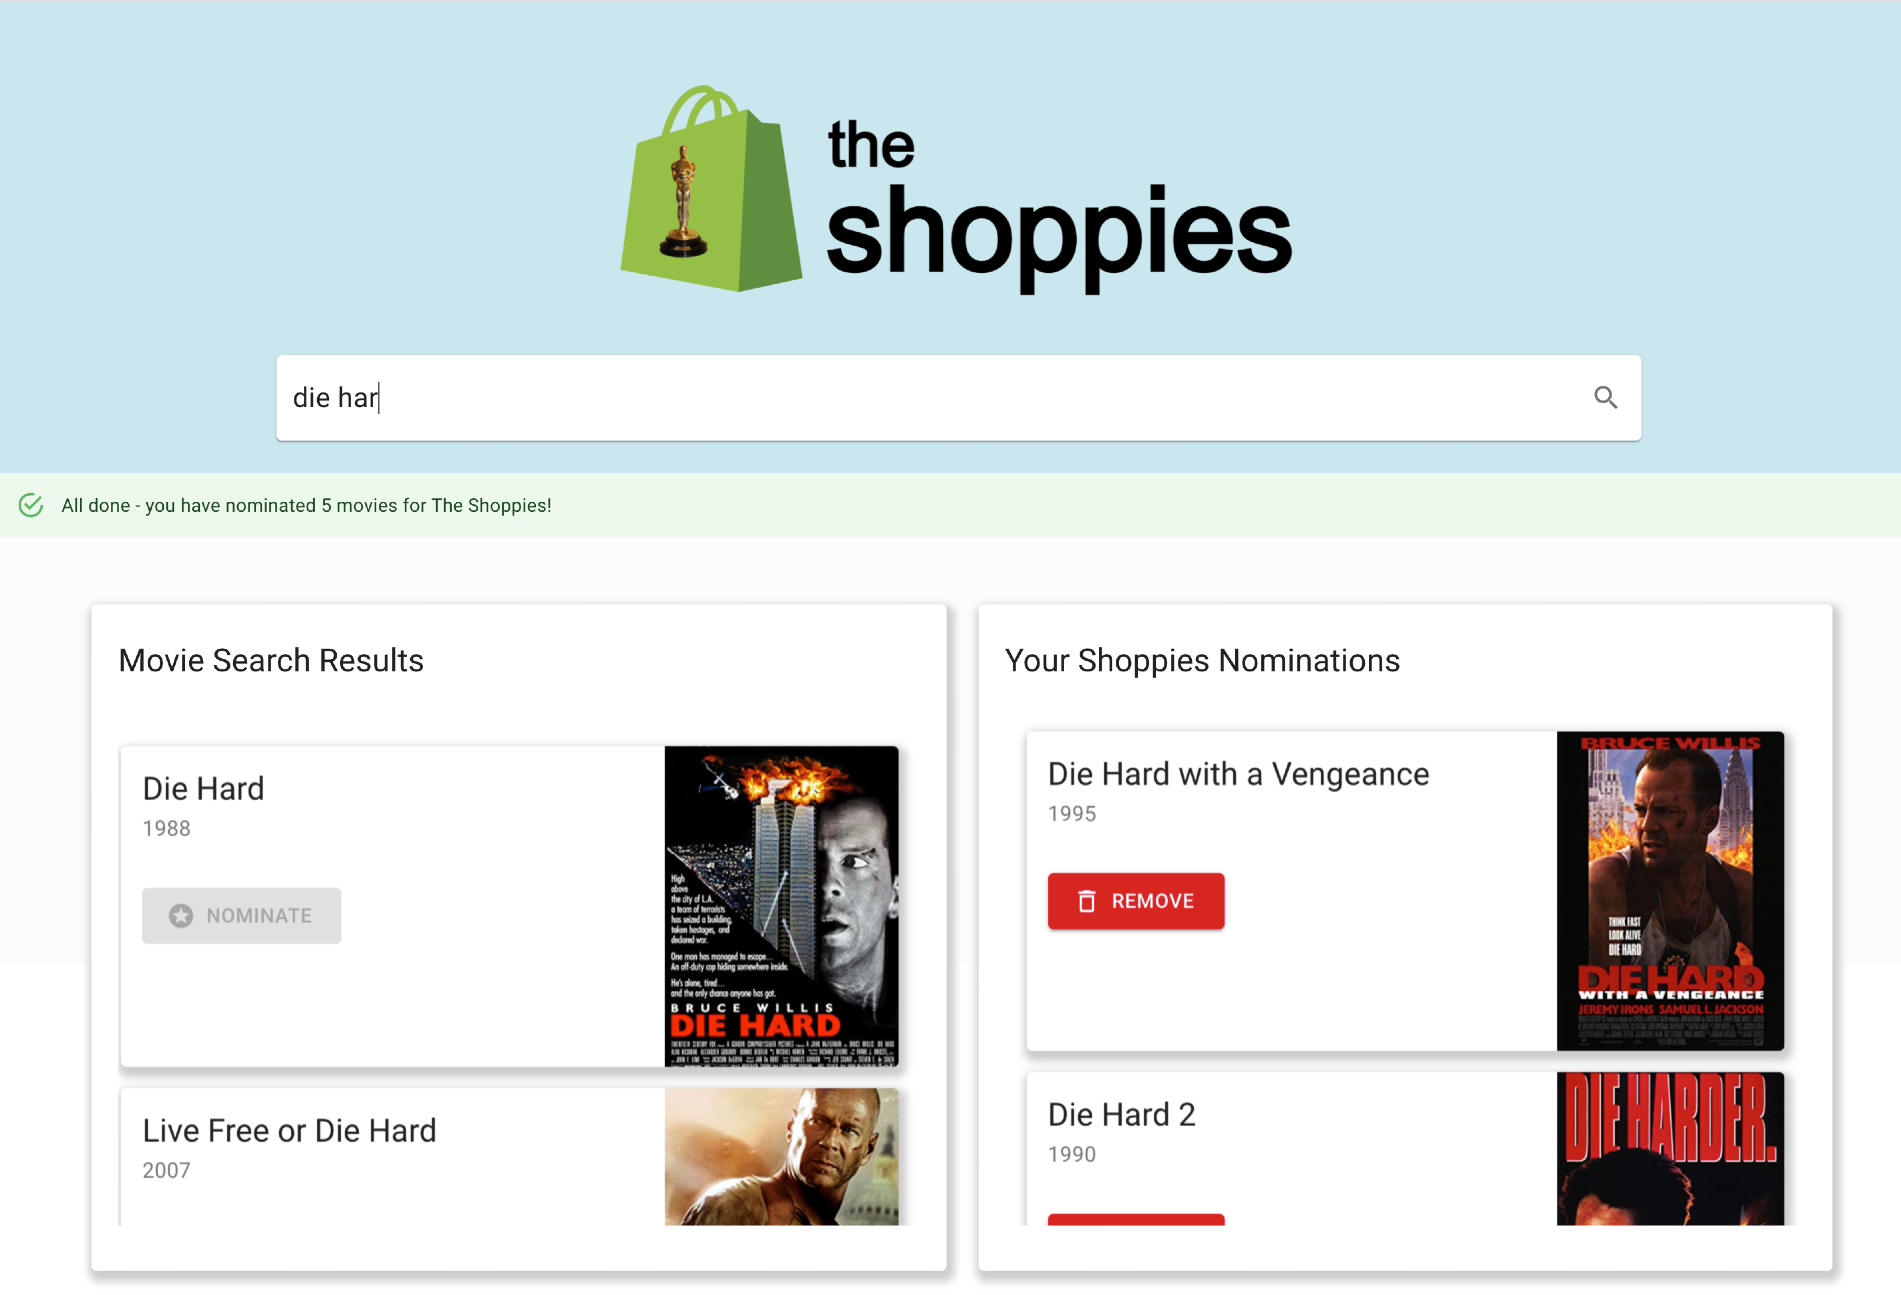 the
shoppies
die har
All done - you have nominated 5 movies for The Shoppies!
Movie Search Results
Die Hard
1988
NOMINATE
High
above
the city of L.A.
a team of terrorists
has seized a building,
taken hostages, and
declared war.
One man has managed to escape...
An off-duty cop hiding somewhere inside.
He's alone, tired...
and the only chance anyone has got.
BRUCE WILLIS
DIE HARD
Live Free or Die Hard
2007
Your Shoppies Nominations
Die Hard with a Vengeance
1995
REMOVE
BRUCE WILLIS
THINK FAST
LOOK ALIVE
DIE HARD
DIE HARD
WITH A VENGEANCE
JEREMY IRONS SAMUEL L. JACKSON
Die Hard 2
1990
DIE HARDER.